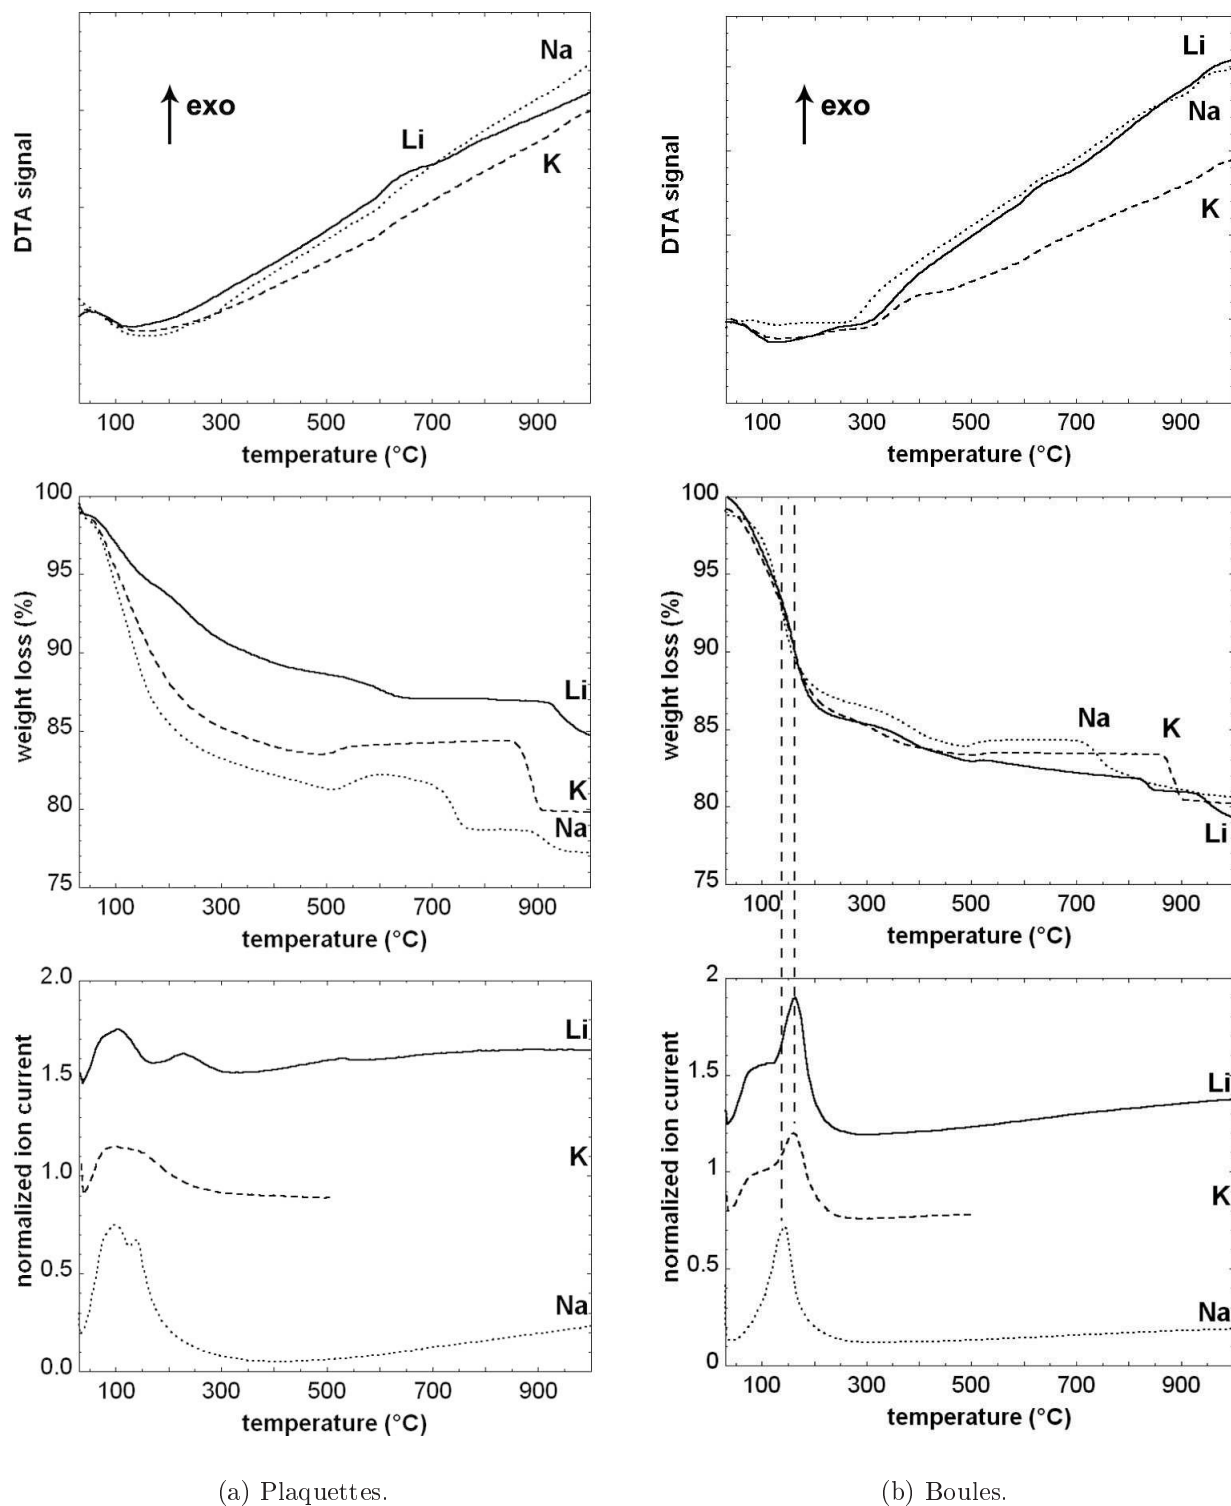 Na
exo
Li
K
DTA signal
100 300 500 700 900
temperature (°C)
Li
exo
Na
K
DTA signal
100 300 500 700 900
temperature (°C)
100
95
90
85
80
75
weight loss (%)
Li
K
Na
100 300 500 700 900
temperature (°C)
100
95
90
85
80
75
weight loss (%)
Na
K
Li
100 300 500 700 900
temperature (°C)
2.0
1.5
1.0
0.5
0.0
normalized ion current
Li
K
Na
100 300 500 700 900
temperature (°C)
2
1.5
1
0.5
0
normalized ion current
Li
K
Na
100 300 500 700 900
temperature (°C)
(a) Plaquettes.
(b) Boules.